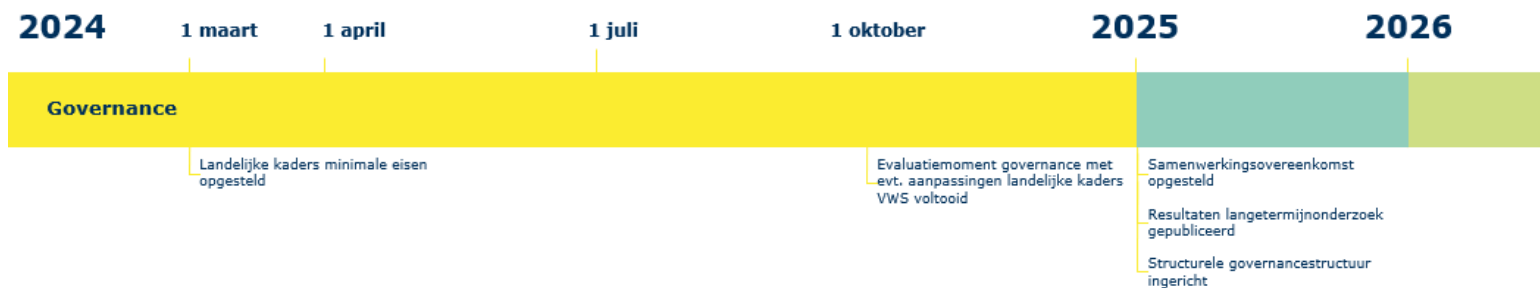 2024
1 maart
1 april
1 juli
1 oktober
2025
2026
Governance
Landelijke kaders minimale eisen
opgesteld
Evaluatiemoment governance met
evt. aanpassingen landelijke kaders
VWS voltooid
Samenwerkingsovereenkomst
opgesteld
Resultaten langetermijnonderzoek
gepubliceerd
Structurele governancestructuur
ingericht